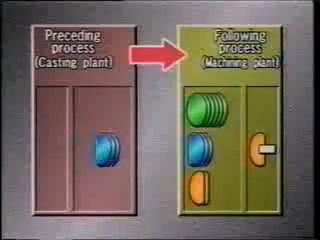 Preceding
process
(Casting plant)
Following
process
(Machining plant)